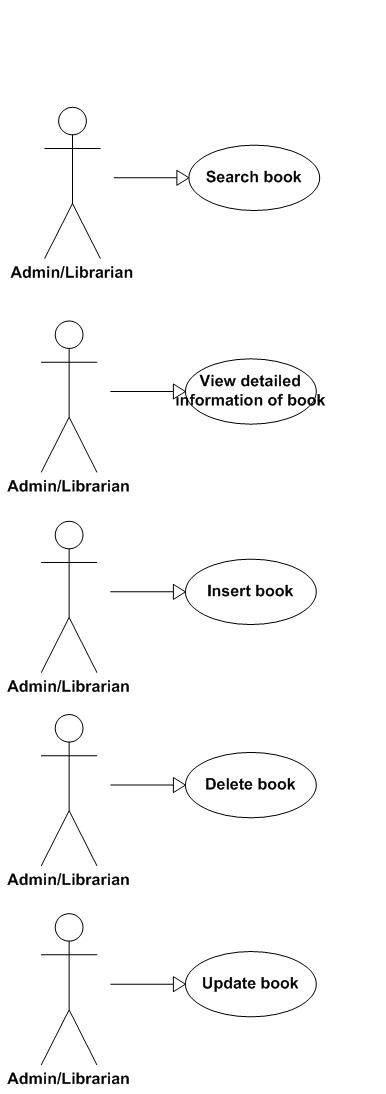 Search book
Admin/Librarian
View detailed
information of book
Admin/Librarian
Insert book
Admin/Librarian
Delete book
Admin/Librarian
Update book
Admin/Librarian